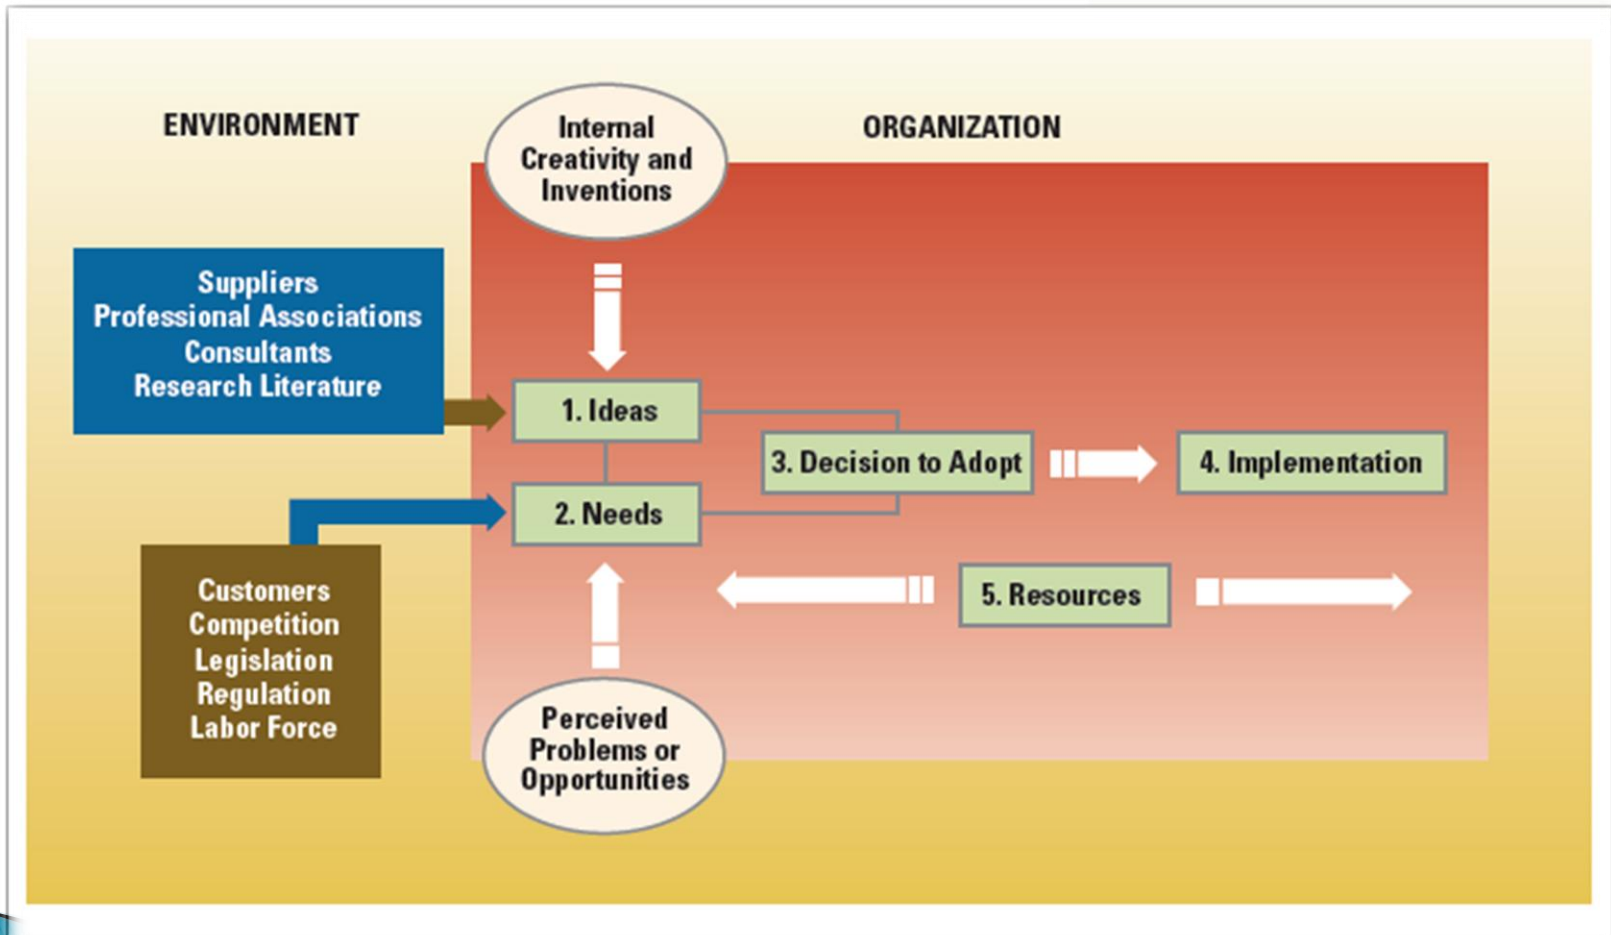 ENVIRONMENT
ORGANIZATION
Internal
Creativity and
Inventions
Suppliers
Professional Associations
Consultants
Research Literature
1. Ideas
3. Decision to Adopt
4. Implementation
2. Needs
Customers
Competition
Legislation
Regulation
Labor Force
5. Resources
Perceived
Problems or
Opportunities